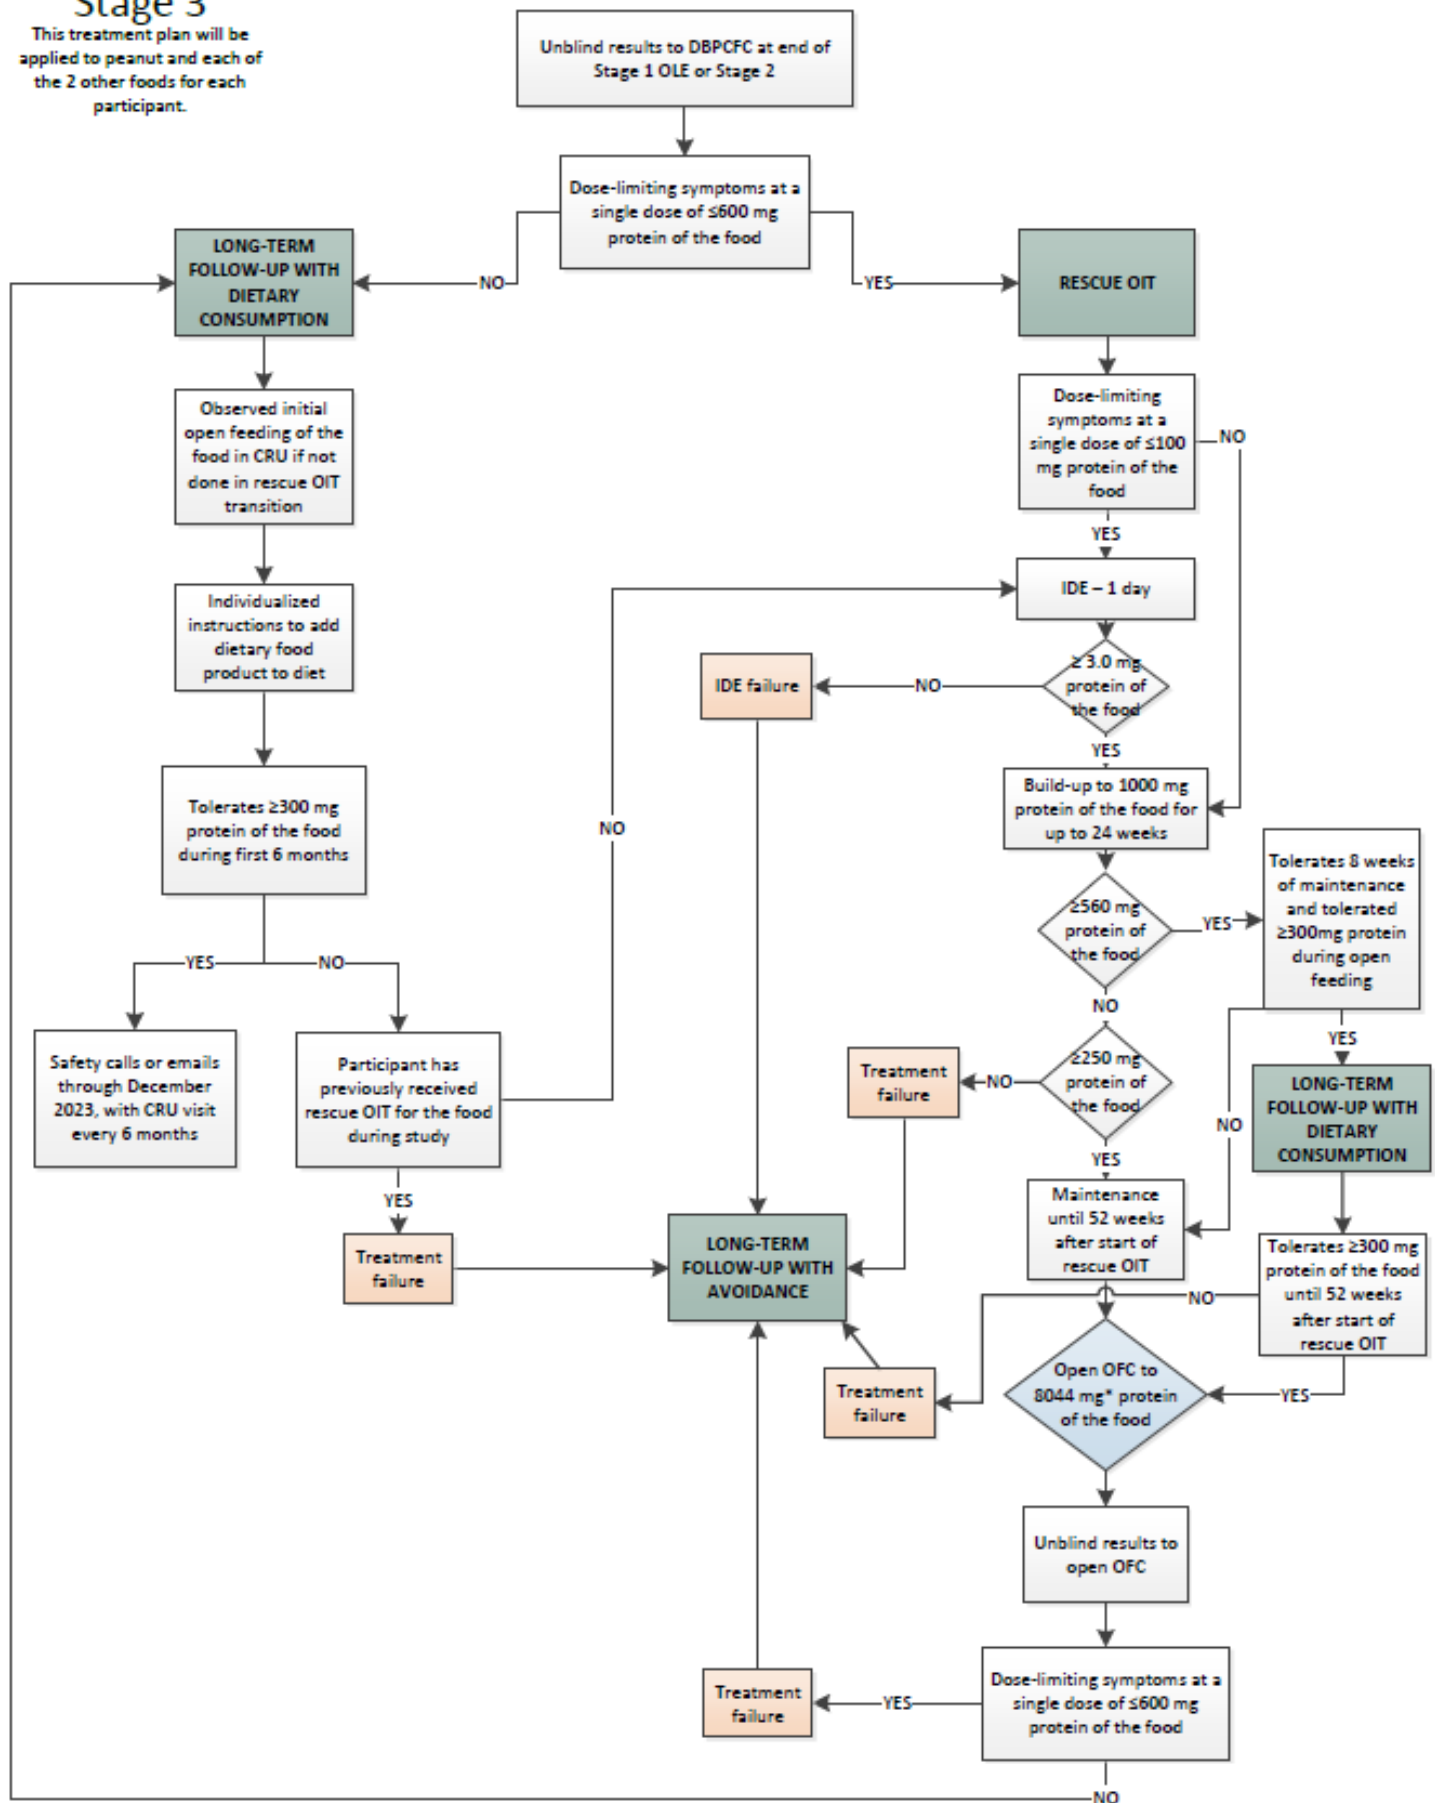 Stage 3
This treatment plan will be
applied to peanut and each of
the 2 other foods for each
participant.
Unblind results to DBPCFC at end of
Stage 1 OLE or Stage 2
Dose-limiting symptoms at a
single dose of ≤600 mg
protein of the food
NO
YES
LONG-TERM
FOLLOW-UP WITH
DIETARY
CONSUMPTION
RESCUE OIT
Observed initial
open feeding of the
food in CRU if not
done in rescue OIT
transition
Dose-limiting
symptoms at a
single dose of ≤100
mg protein of the
food
NO
YES
IDE – 1 day
Individualized
instructions to add
dietary food
product to diet
≥ 3.0 mg
protein of
the food
NO
IDE failure
YES
Tolerates ≥300 mg
protein of the food
during first 6 months
NO
Build-up to 1000 mg
protein of the food for
up to 24 weeks
≥560 mg
protein of
the food
YES
Tolerates 8 weeks
of maintenance
and tolerated
≥300mg protein
during open
feeding
YES
NO
NO
YES
Safety calls or emails
through December
2023, with CRU visit
every 6 months
Participant has
previously received
rescue OIT for the food
during study
Treatment
failure
NO
≥250 mg
protein of
the food
NO
LONG-TERM
FOLLOW-UP WITH
DIETARY
CONSUMPTION
YES
YES
Treatment
failure
LONG-TERM
FOLLOW-UP WITH
AVOIDANCE
Maintenance
until 52 weeks
after start of
rescue OIT
Tolerates ≥300 mg
protein of the food
until 52 weeks
after start of
rescue OIT
NO
Treatment
failure
Open OFC to
8044 mg* protein
of the food
YES
Unblind results to
open OFC
Dose-limiting symptoms at a
single dose of ≤600 mg
protein of the food
YES
Treatment
failure
NO